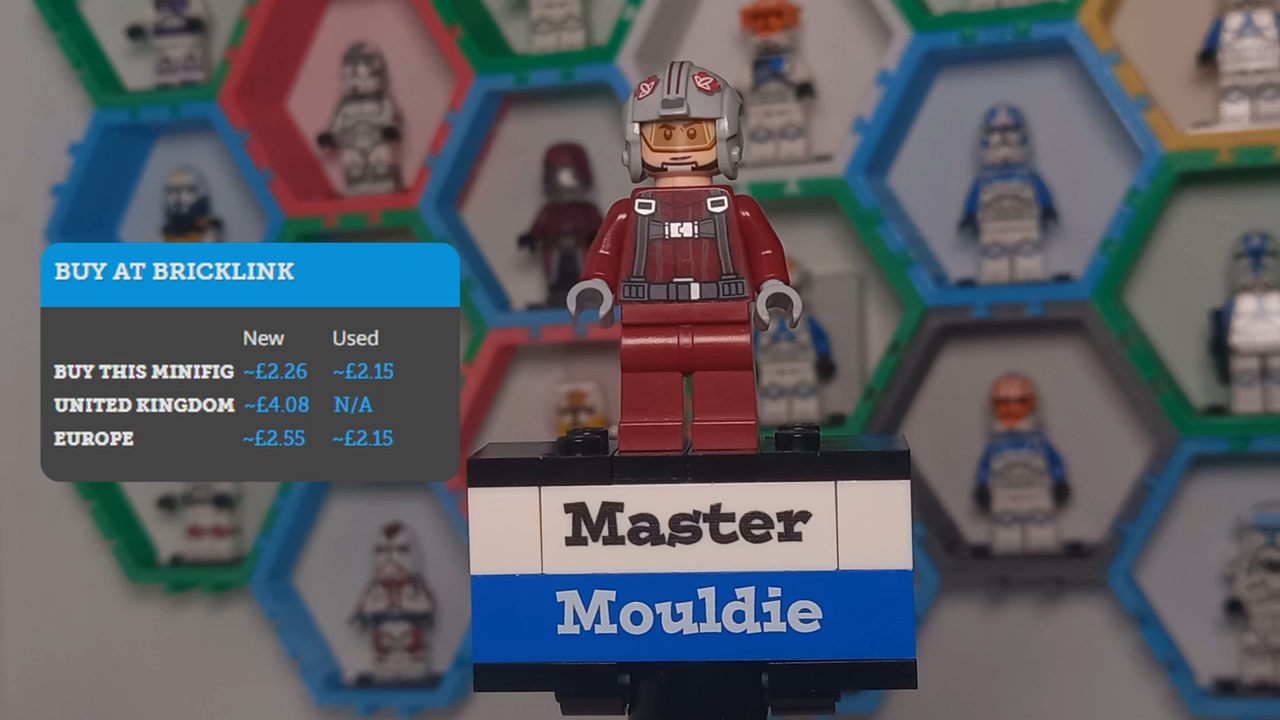 BUY AT BRICKLINK
New Used
BUY THIS MINIFIG ~£2.26 ~£2.15
UNITED KINGDOM ~£4.08 N/A
EUROPE ~£2.55 ~£2.15
Master
Mouldie